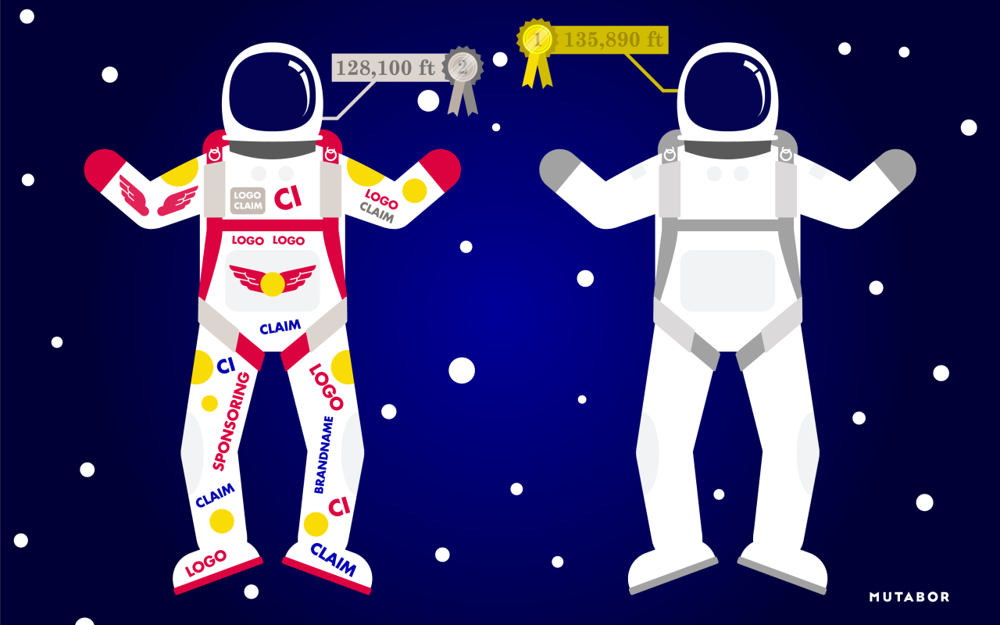 128,100 ft 2
1 135,890 ft
LOGO
CLAIM
CI
LOGO
CLAIM
LOGO LOGO
CLAIM
CI
SPONSORING
CLAIM
LOGO
LOGO
BRANDNAME
CI
CLAIM
MUTABOR